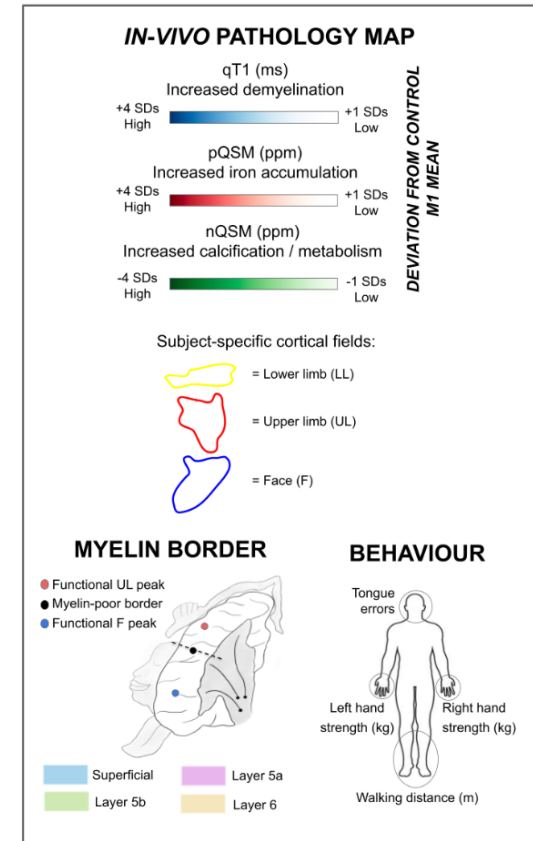 IN-VIVO PATHOLOGY MAP
qT1 (ms)
Increased demyelination
+4 SDs
High
+1 SDs
Low
pQSM (ppm)
Increased iron accumulation
+4 SDs
High
+1 SDs
Low
nQSM (ppm)
Increased calcification / metabolism
-4 SDs
High
-1 SDs
Low
DEVIATION FROM CONTROL
M1 MEAN
Subject-specific cortical fields:
= Lower limb (LL)
= Upper limb (UL)
= Face (F)
MYELIN BORDER
Functional UL peak
Myelin-poor border
Functional F peak
Superficial
Layer 5a
Layer 5b
Layer 6
BEHAVIOUR
Tongue
errors
Left hand
strength (kg)
Right hand
strength (kg)
Walking distance (m)